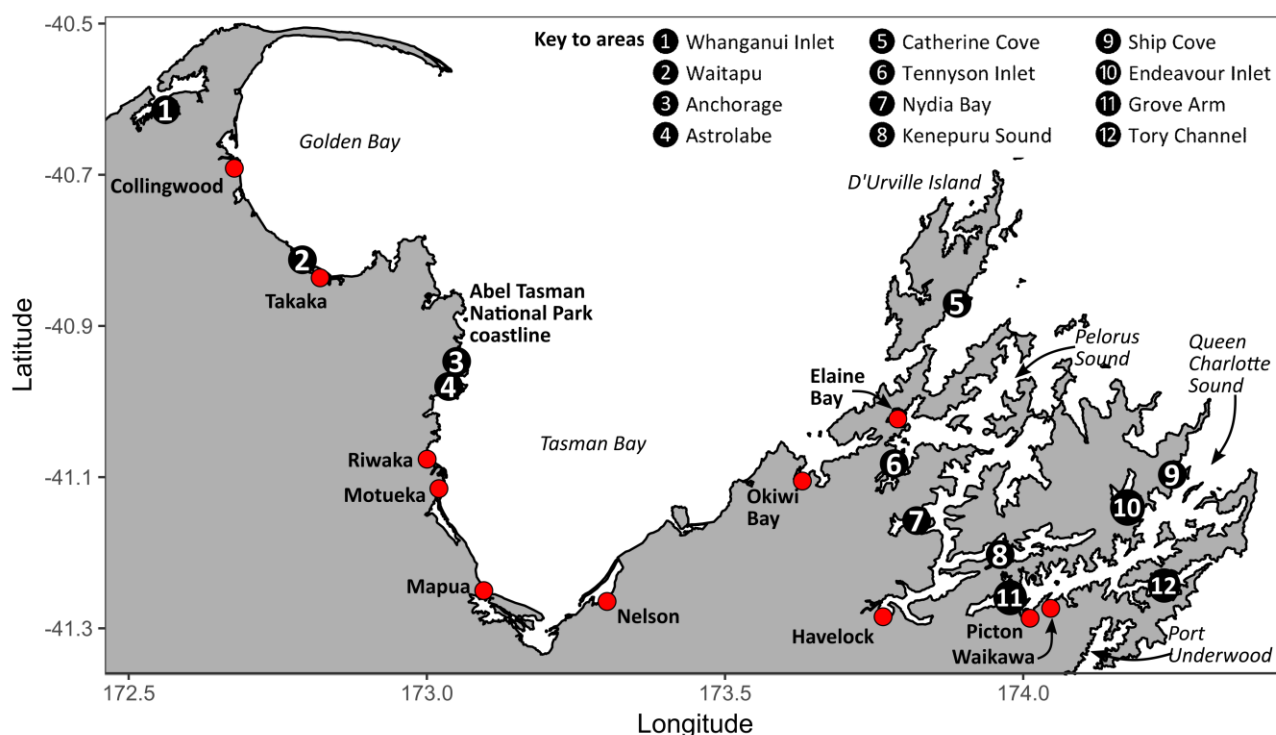 Key to areas
1 Whanganui Inlet
2 Waitapu
3 Anchorage
4 Astrolabe
5 Catherine Cove
6 Tennyson Inlet
7 Nydia Bay
8 Kenepuru Sound
9 Ship Cove
10 Endeavour Inlet
11 Grove Arm
12 Tory Channel
Latitude
-40.5
-40.7
-40.9
-41.1
-41.3
1
Golden Bay
Collingwood
2
Takaka
Abel Tasman
National Park
coastline
3
4
Tasman Bay
Riwaka
Motueka
Mapua
Nelson
D'Urville Island
5
Pelorus
Sound
Queen
Charlotte
Sound
Elaine
Bay
6
Okiwi
Bay
7
8
9
10
11
12
Havelock
Picton
Waikawa
Port
Underwood
172.5
173.0
173.5
174.0
Longitude